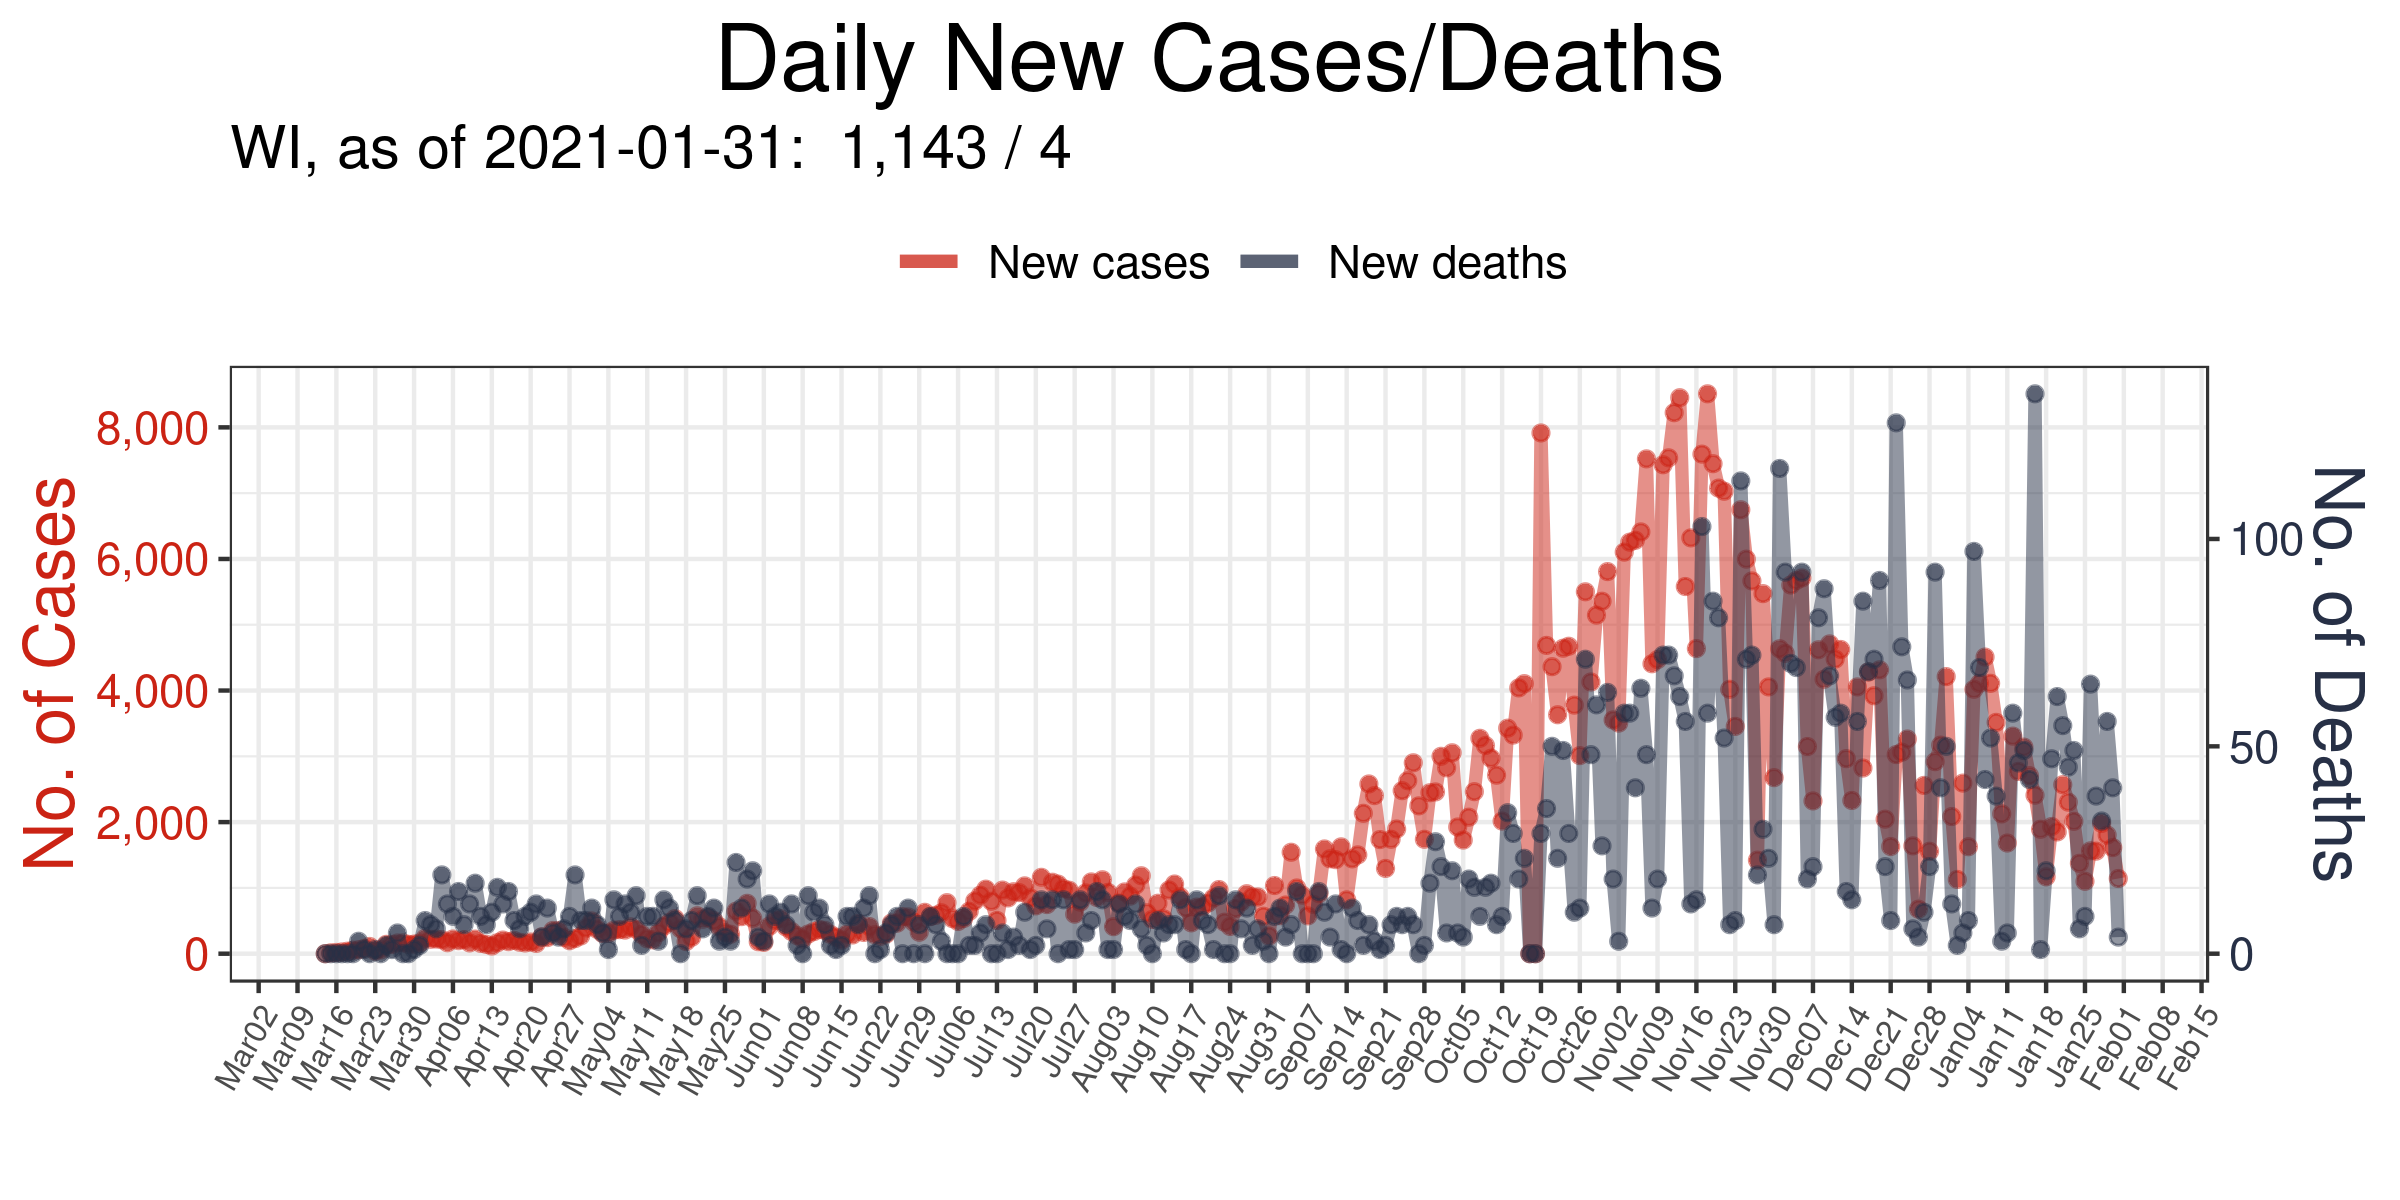 Daily New Cases/Deaths
WI, as of 2021-01-31:  1,143 / 4
New cases
New deaths
No. of Cases
8,000
6,000
4,000
2,000
0
No. of Deaths
100
50
0
Mar02
Mar09
Mar16
Mar23
Mar30
Apr06
Apr13
Apr20
Apr27
May04
May11
May18
May25
Jun01
Jun08
Jun15
Jun22
Jun29
Jul06
Jul13
Jul20
Jul27
Aug03
Aug10
Aug17
Aug24
Aug31
Sep07
Sep14
Sep21
Sep28
Oct05
Oct12
Oct19
Oct26
Nov02
Nov09
Nov16
Nov23
Nov30
Dec07
Dec14
Dec21
Dec28
Jan04
Jan11
Jan18
Jan25
Feb01
Feb08
Feb15